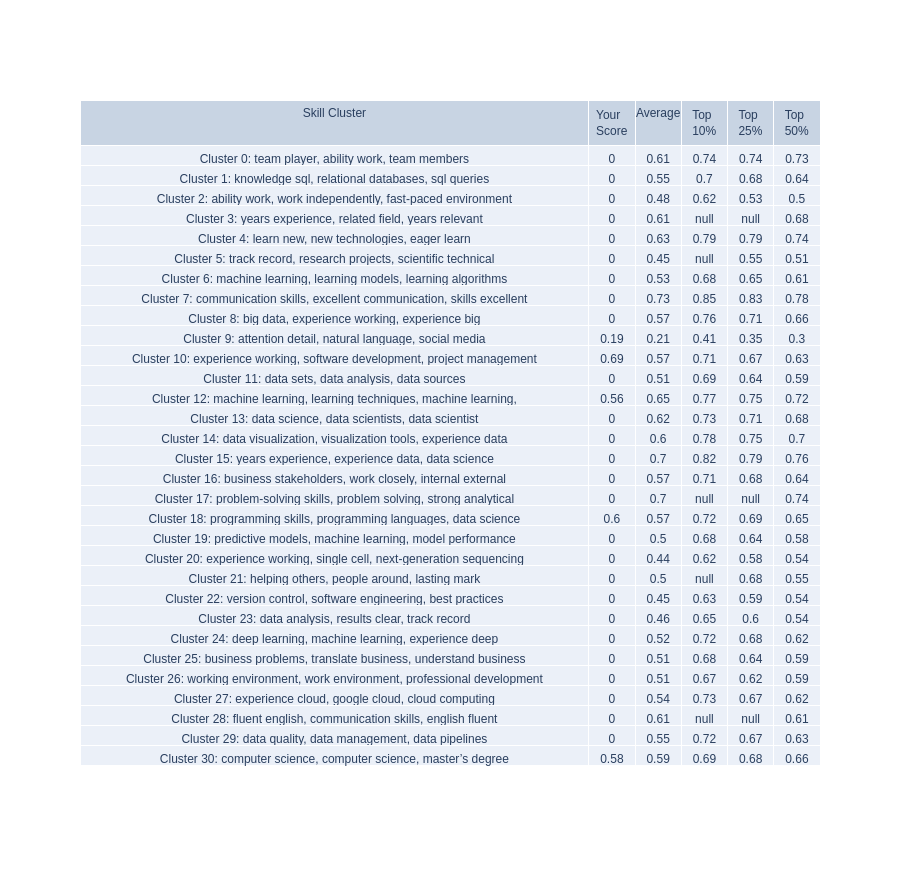 Skill Cluster Your Score Average Top 10% Top 25% Top 50%
Cluster 0: team player, ability work, team members 0 0.61 0.74 0.74 0.73
Cluster 1: knowledge sql, relational databases, sql queries 0 0.55 0.7 0.68 0.64
Cluster 2: ability work, work independently, fast-paced environment 0 0.48 0.62 0.53 0.5
Cluster 3: years experience, related field, years relevant 0 0.61 null null 0.68
Cluster 4: learn new, new technologies, eager learn 0 0.63 0.79 0.79 0.74
Cluster 5: track record, research projects, scientific technical 0 0.45 null 0.55 0.51
Cluster 6: machine learning, learning models, learning algorithms 0 0.53 0.68 0.65 0.61
Cluster 7: communication skills, excellent communication, skills excellent 0 0.73 0.85 0.83 0.78
Cluster 8: big data, experience working, experience big 0 0.57 0.76 0.71 0.66
Cluster 9: attention detail, natural language, social media 0.19 0.21 0.41 0.35 0.3
Cluster 10: experience working, software development, project management 0.69 0.57 0.71 0.67 0.63
Cluster 11: data sets, data analysis, data sources 0 0.51 0.69 0.64 0.59
Cluster 12: machine learning, learning techniques, machine learning, 0.56 0.65 0.77 0.75 0.72
Cluster 13: data science, data scientists, data scientist 0 0.62 0.73 0.71 0.68
Cluster 14: data visualization, visualization tools, experience data 0 0.6 0.78 0.75 0.7
Cluster 15: years experience, experience data, data science 0 0.7 0.82 0.79 0.76
Cluster 16: business stakeholders, work closely, internal external 0 0.57 0.71 0.68 0.64
Cluster 17: problem-solving skills, problem solving, strong analytical 0 0.7 null null 0.74
Cluster 18: programming skills, programming languages, data science 0.6 0.57 0.72 0.69 0.65
Cluster 19: predictive models, machine learning, model performance 0 0.5 0.68 0.64 0.58
Cluster 20: experience working, single cell, next-generation sequencing 0 0.44 0.62 0.58 0.54
Cluster 21: helping others, people around, lasting mark 0 0.5 null 0.68 0.55
Cluster 22: version control, software engineering, best practices 0 0.45 0.63 0.59 0.54
Cluster 23: data analysis, results clear, track record 0 0.46 0.65 0.6 0.54
Cluster 24: deep learning, machine learning, experience deep 0 0.52 0.72 0.68 0.62
Cluster 25: business problems, translate business, understand business 0 0.51 0.68 0.64 0.59
Cluster 26: working environment, work environment, professional development 0 0.51 0.67 0.62 0.59
Cluster 27: experience cloud, google cloud, cloud computing 0 0.54 0.73 0.67 0.62
Cluster 28: fluent english, communication skills, english fluent 0 0.61 null null 0.61
Cluster 29: data quality, data management, data pipelines 0 0.55 0.72 0.67 0.63
Cluster 30: computer science, computer science, master's degree 0.58 0.59 0.69 0.68 0.66